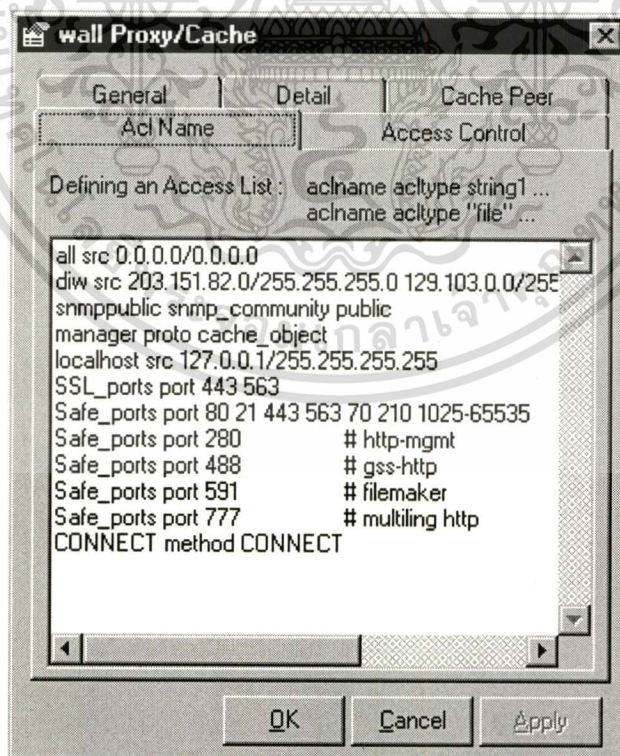 wall Proxy/Cache
General Detail Cache Peer
Acl Name Access Control
Defining an Access List : aclname acltype string1 ...
aclname acltype "file" ...
all src 0.0.0.0/0.0.0.0
diw src 203.151.82.0/255.255.255.0 129.103.0.0/255
snmppublic snmp_community public
manager proto cache_object
localhost src 127.0.0.1/255.255.255.255
SSL_ports port 443 563
Safe_ports port 80 21 443 563 70 210 1025-65535
Safe_ports port 280 # http-mgmt
Safe_ports port 488 # gss-http
Safe_ports port 591 # filemaker
Safe_ports port 777 # multiling http
CONNECT method CONNECT
OK Cancel Apply